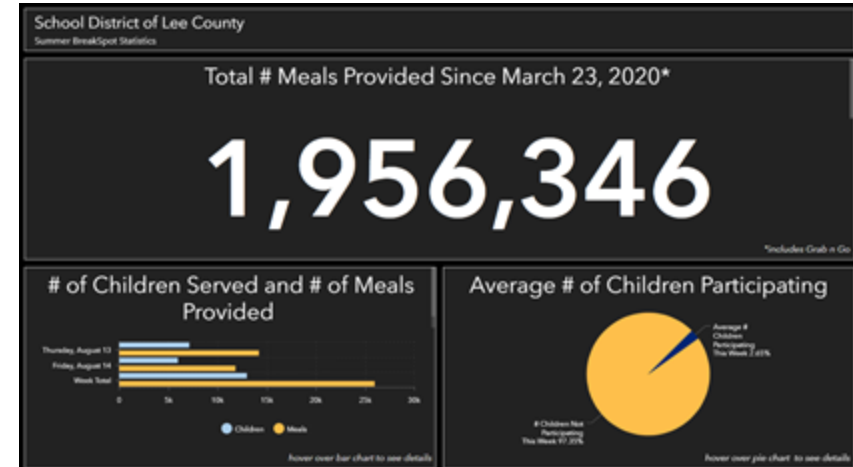 School District of Lee County
Summer BreakSpot Statistics
Total # Meals Provided Since March 23, 2020*
1,956,346
*includes Grab n Go
# of Children Served and # of Meals
Provided
Thursday, August 13
Friday, August 14
Week Total
0 5k 10k 15k 20k 25k 30k
Children Meals
hover over bar chart to see details
Average # of Children Participating
Average #
Children
Participating
This Week 2.65%
# Children Not
Participating
This Week 97.35%
hover over pie chart to see details